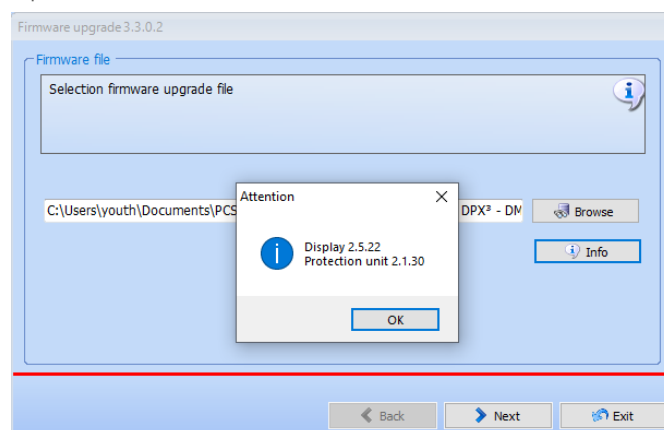 Firmware upgrade 3.3.0.2
Firmware file
Selection firmware upgrade file
Attention
C:\Users\youth\Documents\PCS
DPX³ - DM
Browse
Display 2.5.22
Protection unit 2.1.30
Info
OK
Back
Next
Exit